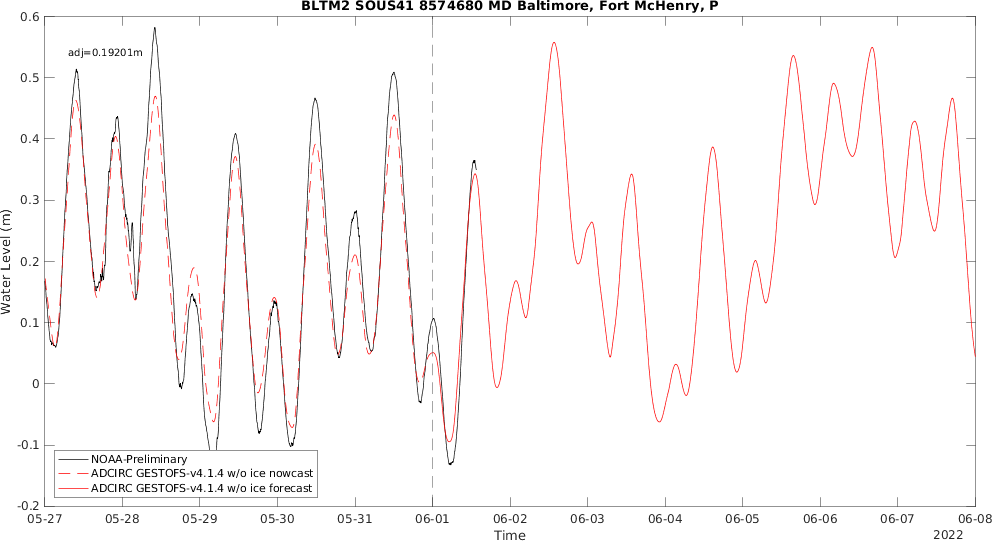 BLTM2 SOUS41 8574680 MD Baltimore, Fort McHenry, P
adj=0.19201m
0.6
0.5
0.4
0.3
0.2
0.1
0
-0.1
-0.2
Water Level (m)
NOAA-Preliminary
ADCIRC GESTOFS-v4.1.4 w/o ice nowcast
ADCIRC GESTOFS-v4.1.4 w/o ice forecast
05-27 05-28 05-29 05-30 05-31 06-01 06-02 06-03 06-04 06-05 06-06 06-07 06-08
Time
2022